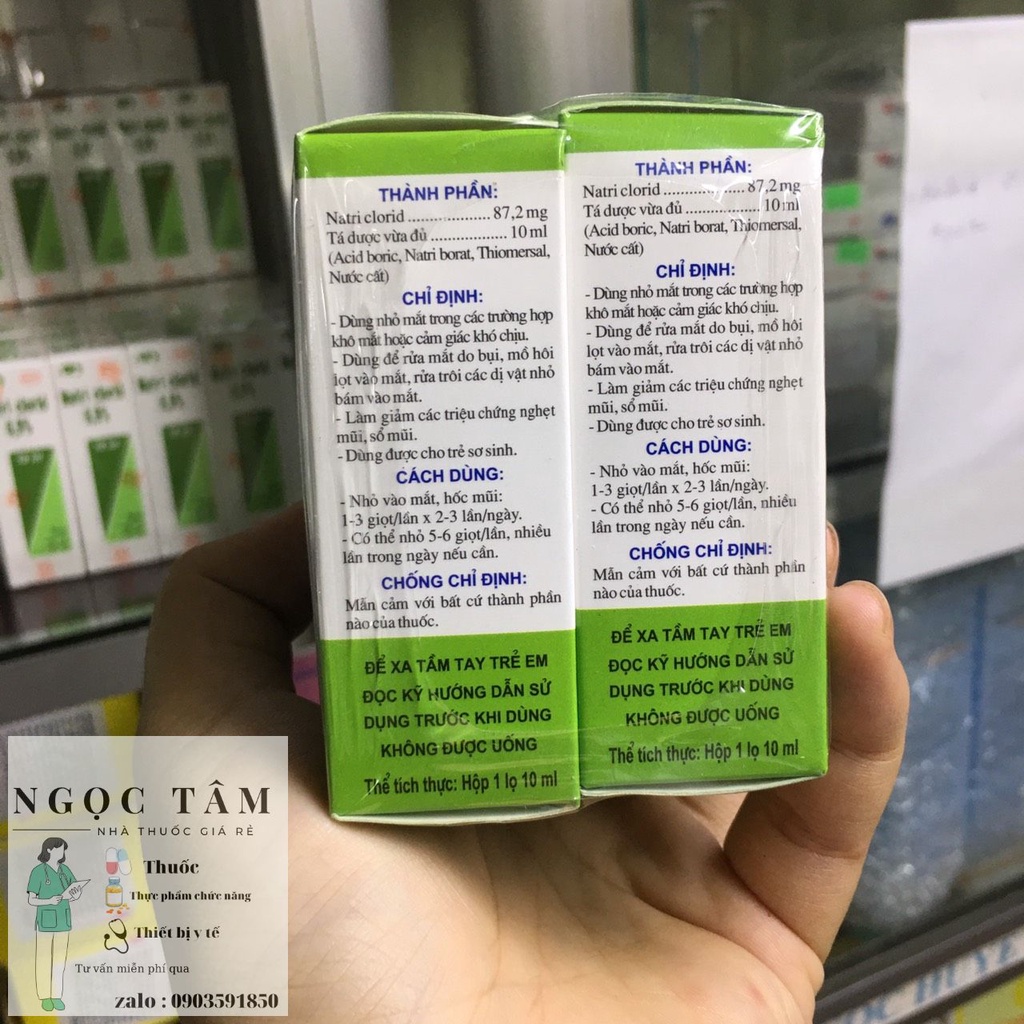 THÀNH PHẦN:
Natri clorid .................... 87,2 mg
Tá dược vừa đủ .................. 10 ml
(Acid boric, Natri borat, Thiomersal,
Nước cất)
CHỈ ĐỊNH:
- Dùng nhỏ mắt trong các trường hợp
khô mắt hoặc cảm giác khó chịu.
- Dùng để rửa mắt do bụi, mồ hôi
lọt vào mắt, rửa trôi các dị vật nhỏ
bám vào mắt.
- Làm giảm các triệu chứng nghẹt
mũi, sổ mũi.
- Dùng được cho trẻ sơ sinh.
CÁCH DÙNG:
- Nhỏ vào mắt, hốc mũi:
1-3 giọt/lần x 2-3 lần/ngày.
- Có thể nhỏ 5-6 giọt/lần, nhiều
lần trong ngày nếu cần.
CHỐNG CHỈ ĐỊNH:
Mẫn cảm với bất cứ thành phần
nào của thuốc.
ĐỂ XA TẦM TAY TRẺ EM
ĐỌC KỸ HƯỚNG DẪN SỬ
DỤNG TRƯỚC KHI DÙNG
KHÔNG ĐƯỢC UỐNG
Thể tích thực: Hộp 1 lọ 10 ml
THÀNH PHẦN:
Natri clorid .................... 87,2 mg
Tá dược vừa đủ .................. 10 ml
(Acid boric, Natri borat, Thiomersal,
Nước cất)
CHỈ ĐỊNH:
- Dùng nhỏ mắt trong các trường hợp
khô mắt hoặc cảm giác khó chịu.
- Dùng để rửa mắt do bụi, mồ hôi
lọt vào mắt, rửa trôi các dị vật nhỏ
bám vào mắt.
- Làm giảm các triệu chứng nghẹt
mũi, sổ mũi.
- Dùng được cho trẻ sơ sinh.
CÁCH DÙNG:
- Nhỏ vào mắt, hốc mũi:
1-3 giọt/lần x 2-3 lần/ngày.
- Có thể nhỏ 5-6 giọt/lần, nhiều
lần trong ngày nếu cần.
CHỐNG CHỈ ĐỊNH:
Mẫn cảm với bất cứ thành phần
nào của thuốc.
ĐỂ XA TẦM TAY TRẺ EM
ĐỌC KỸ HƯỚNG DẪN SỬ
DỤNG TRƯỚC KHI DÙNG
KHÔNG ĐƯỢC UỐNG
Thể tích thực: Hộp 1 lọ 10 ml
NGỌC TÂM
NHÀ THUỐC GIÁ RẺ
Thuốc
Thực phẩm chức năng
Thiết bị y tế
Tư vấn miễn phí qua
zalo : 0903591850